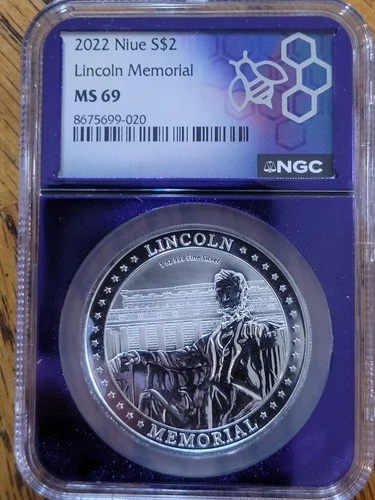 2022 Niue S$2
Lincoln Memorial
MS 69
8675699-020
NGC
LINCOLN
1 oz .999 Fine Silver
MEMORIAL